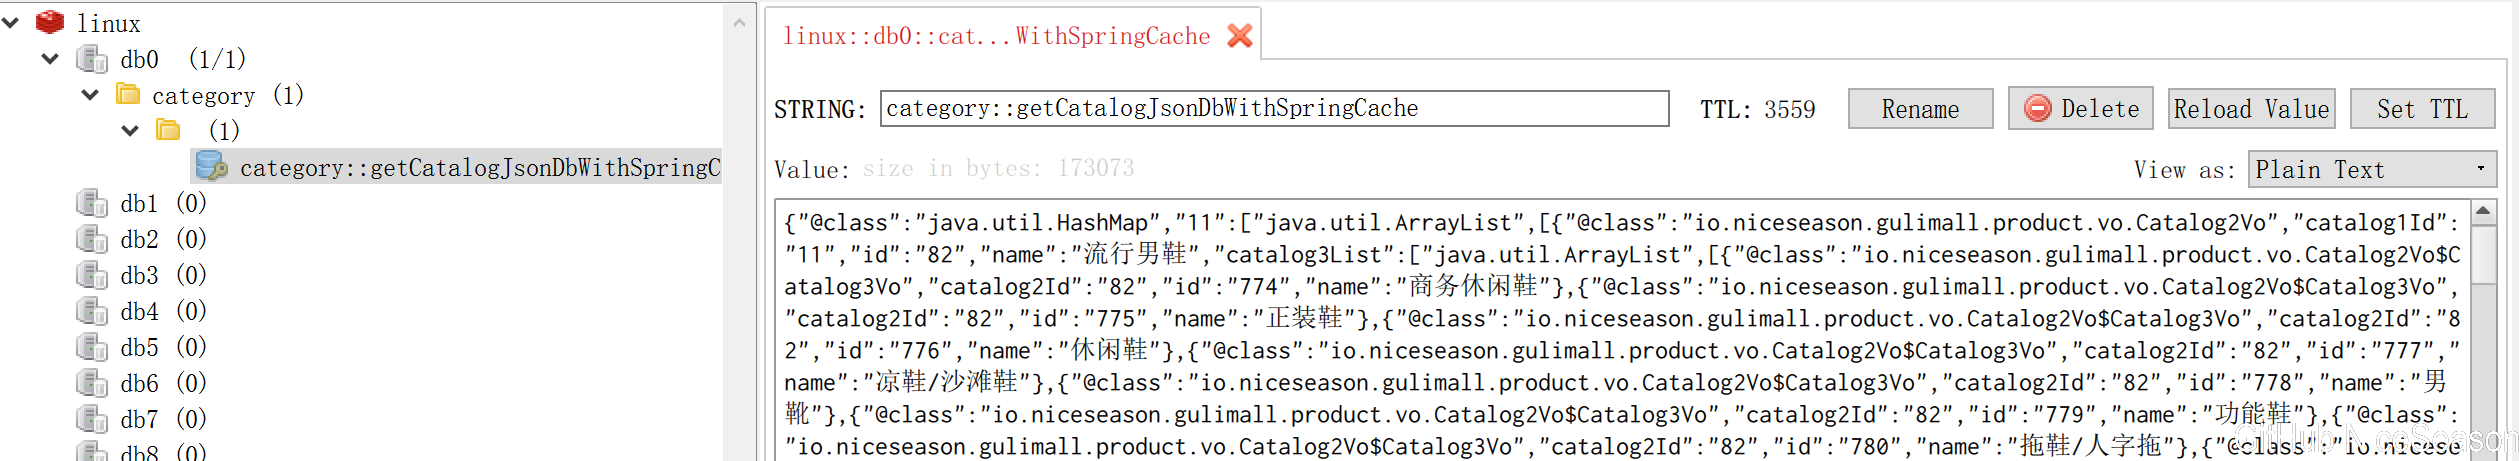 linux
db0 (1/1)
category (1)
(1)
category::getCatalogJsonDbWithSpringC
db1 (0)
db2 (0)
db3 (0)
db4 (0)
db5 (0)
db6 (0)
db7 (0)
db8 (0)
linux::db0::cat...WithSpringCache
STRING: category::getCatalogJsonDbWithSpringCache TTL: 3559 Rename Delete Reload Value Set TTL
Value: size in bytes: 173073 View as: Plain Text
{"@class":"java.util.HashMap","11":["java.util.ArrayList",[{"@class":"io.niceseason.gulimall.product.vo.Catalog2Vo","catalog1Id":
"11","id":"82","name":"流行男鞋","catalog3List":["java.util.ArrayList",[{"@class":"io.niceseason.gulimall.product.vo.Catalog2Vo$C
atalog3Vo","catalog2Id":"82","id":"774","name":"商务休闲鞋"},{"@class":"io.niceseason.gulimall.product.vo.Catalog2Vo$Catalog3Vo",
"catalog2Id":"82","id":"775","name":"正装鞋"},{"@class":"io.niceseason.gulimall.product.vo.Catalog2Vo$Catalog3Vo","catalog2Id":"8
2","id":"776","name":"休闲鞋"},{"@class":"io.niceseason.gulimall.product.vo.Catalog2Vo$Catalog3Vo","catalog2Id":"82","id":"777","
name":"凉鞋/沙滩鞋"},{"@class":"io.niceseason.gulimall.product.vo.Catalog2Vo$Catalog3Vo","catalog2Id":"82","id":"778","name":"男
靴"},{"@class":"io.niceseason.gulimall.product.vo.Catalog2Vo$Catalog3Vo","catalog2Id":"82","id":"779","name":"功能鞋"},{"@class":
"io.niceseason.gulimall.product.vo.Catalog2Vo$Catalog3Vo","catalog2Id":"82","id":"780","name":"拖鞋/人字拖"},{"@class":"io.nicese
GitHub NiceSeason